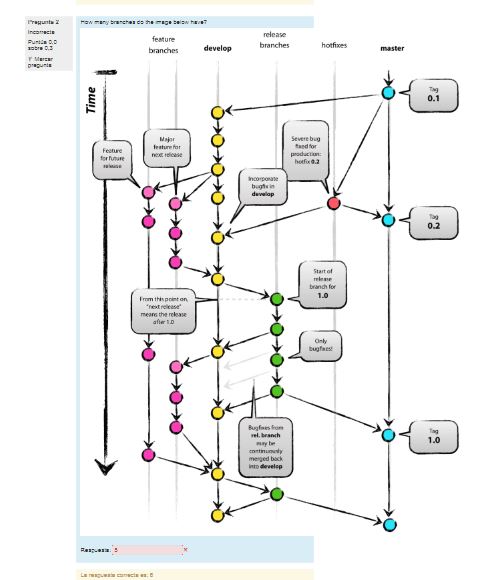 Pregunta 2
Incorrecta
Puntúa 0,0
sobre 0,3
Marcar
pregunta
How many branches do the image below have?
feature
branches
develop
release
branches
hotfixes
master
Time
Tag
0.1
Major
feature for
next release
Feature
for future
release
Severe bug
fixed for
production:
hotfix 0.2
Incorporate
bugfix in
develop
Tag
0.2
Start of
release
branch for
1.0
From this point on,
"next release"
means the release
after 1.0
Only
bugfixes!
Bugfixes from
rel. branch
may be
continuously
merged back
into develop
Tag
1.0
Respuesta: 5
La respuesta correcta es: 6